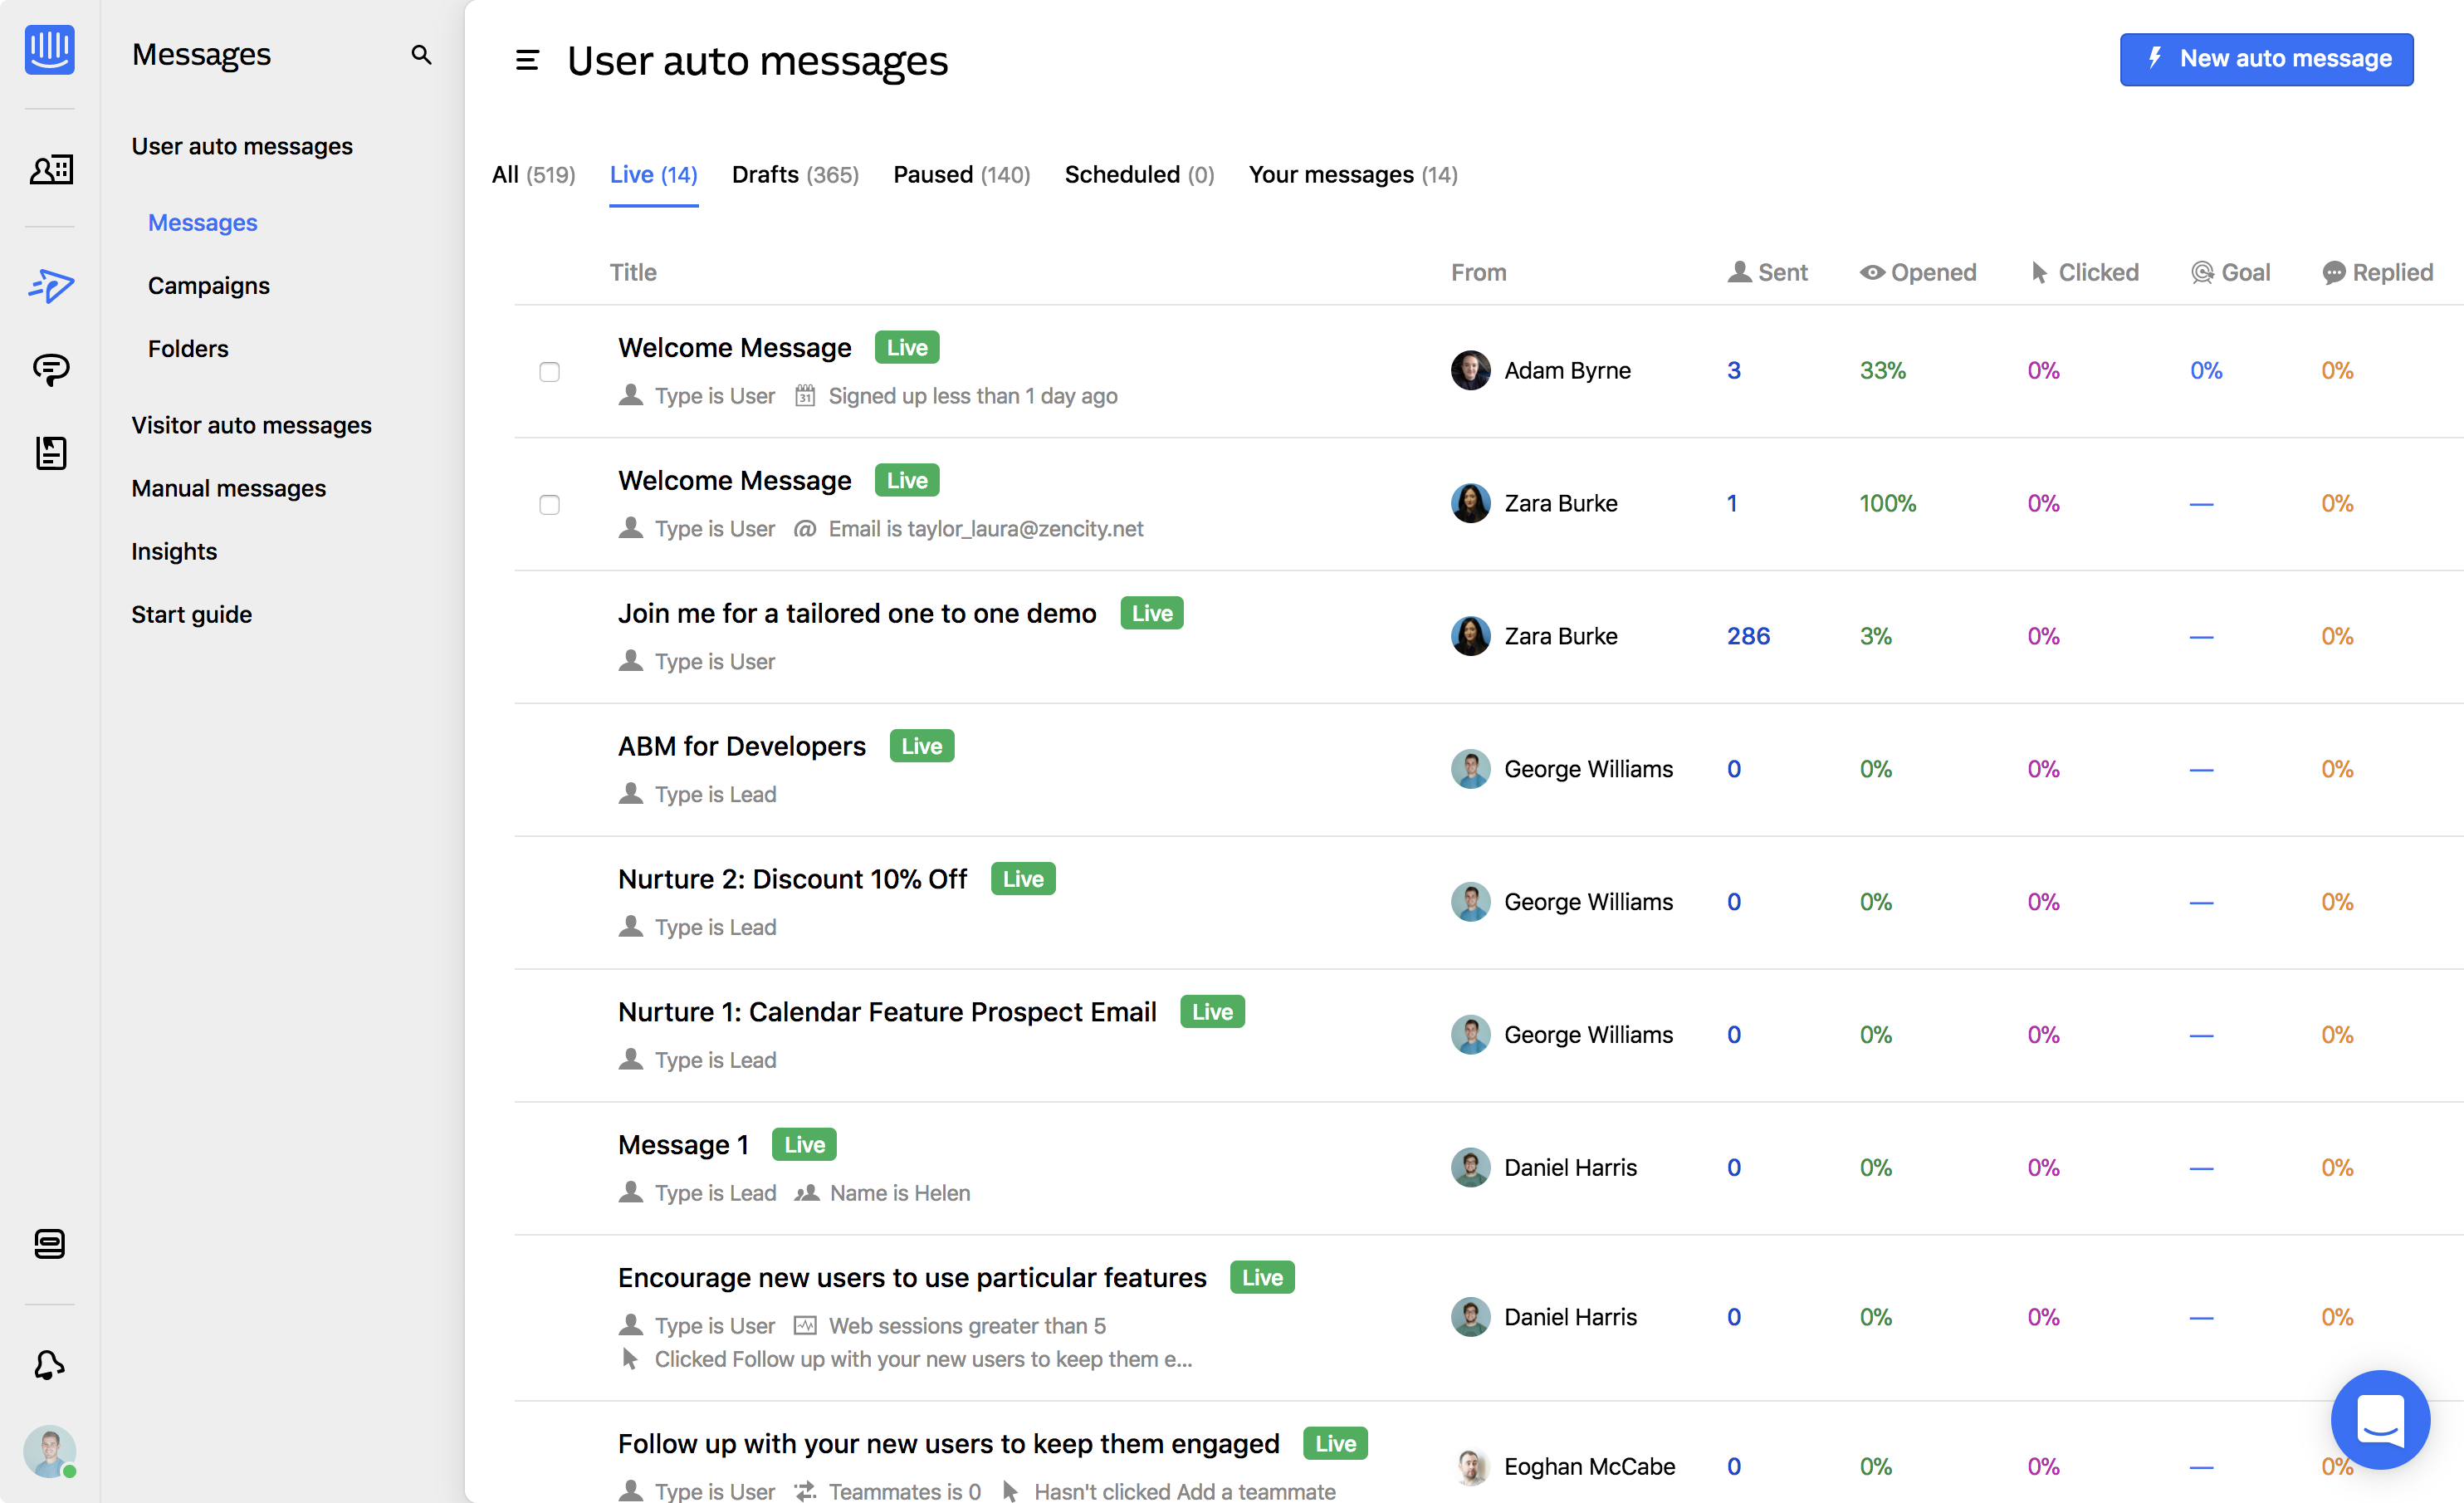 Messages
User auto messages
Messages
Campaigns
Folders
Visitor auto messages
Manual messages
Insights
Start guide
User auto messages
New auto message
All (519) Live (14) Drafts (365) Paused (140) Scheduled (0) Your messages (14)
Title From Sent Opened Clicked Goal Replied
Welcome Message Live
Type is User 31 Signed up less than 1 day ago
Adam Byrne 3 33% 0% 0% 0%
Welcome Message Live
Type is User @ Email is taylor_laura@zencity.net
Zara Burke 1 100% 0% — 0%
Join me for a tailored one to one demo Live
Type is User
Zara Burke 286 3% 0% — 0%
ABM for Developers Live
Type is Lead
George Williams 0 0% 0% — 0%
Nurture 2: Discount 10% Off Live
Type is Lead
George Williams 0 0% 0% — 0%
Nurture 1: Calendar Feature Prospect Email Live
Type is Lead
George Williams 0 0% 0% — 0%
Message 1 Live
Type is Lead Name is Helen
Daniel Harris 0 0% 0% — 0%
Encourage new users to use particular features Live
Type is User Web sessions greater than 5
Clicked Follow up with your new users to keep them e...
Daniel Harris 0 0% 0% — 0%
Follow up with your new users to keep them engaged Live
Type is User Teammates is 0 Hasn't clicked Add a teammate
Eoghan McCabe 0 0% 0% — 0%